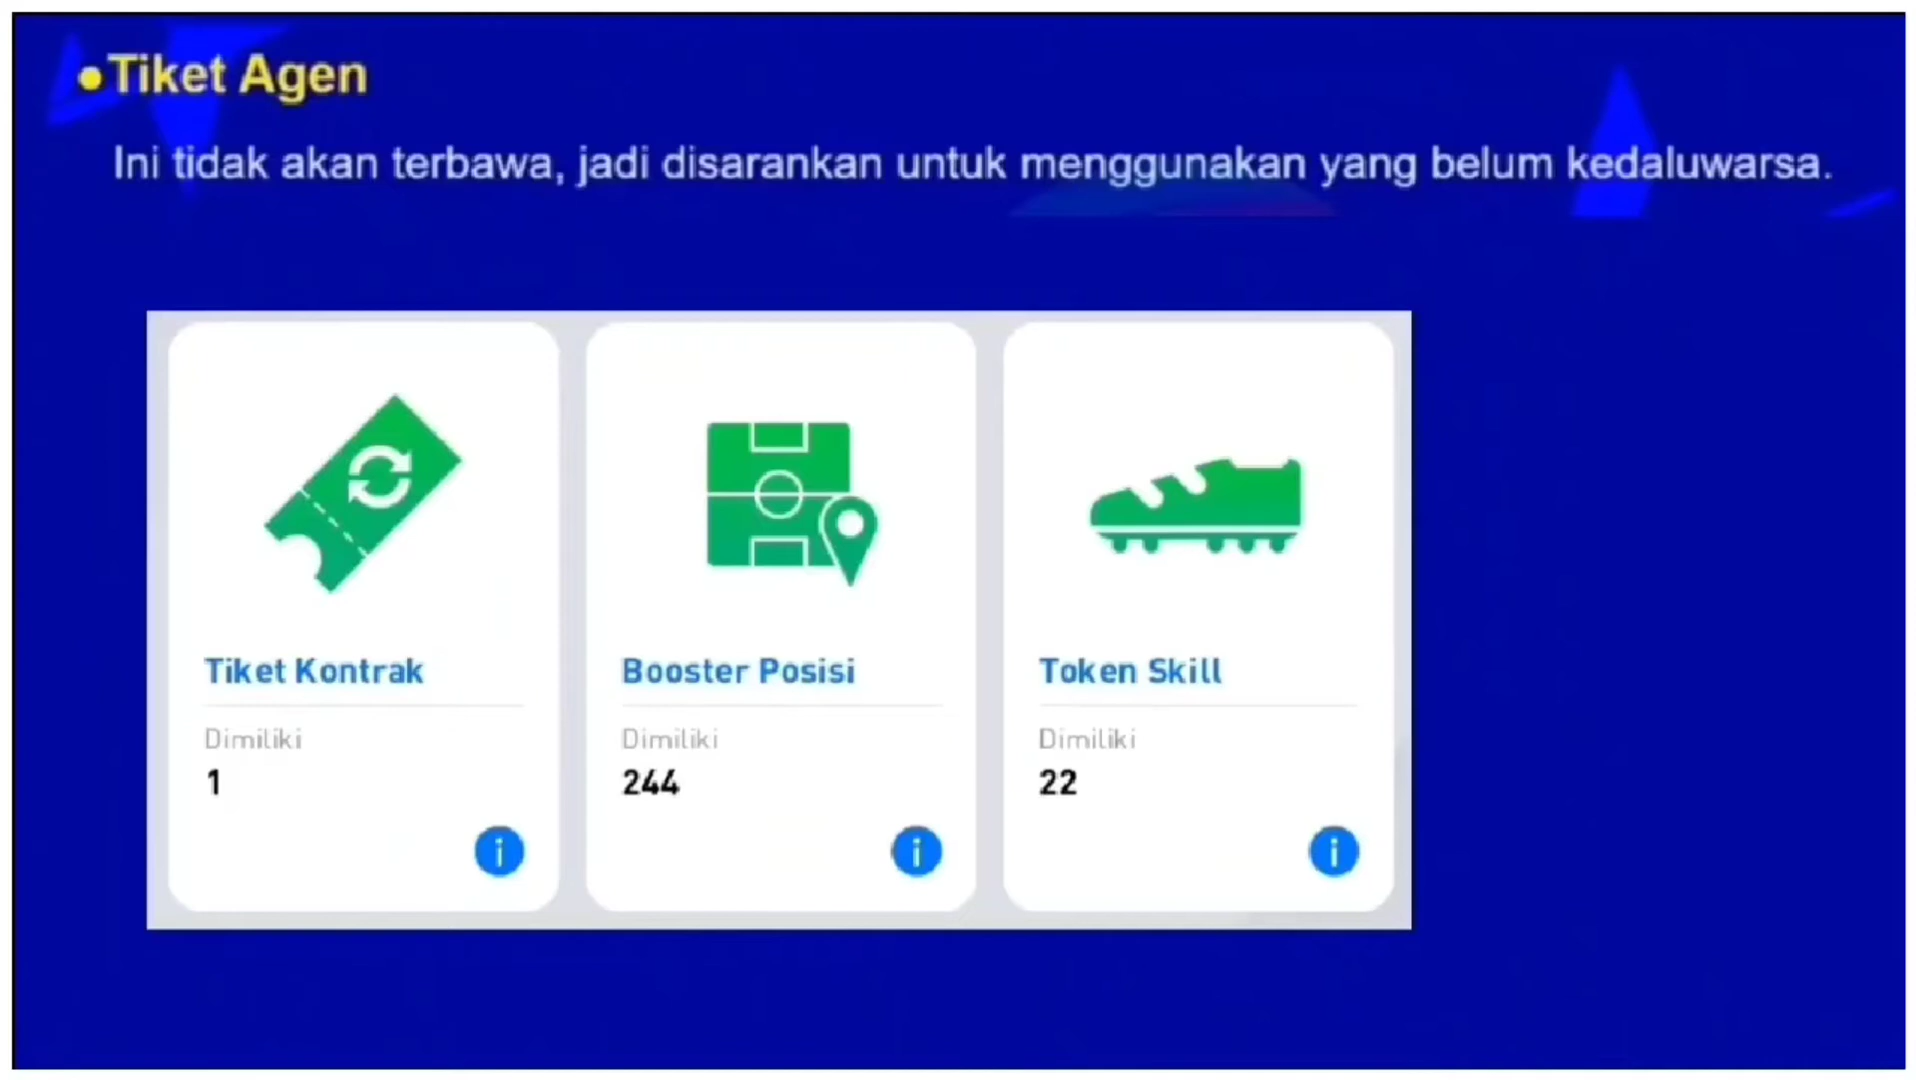 •Tiket Agen
Ini tidak akan terbawa, jadi disarankan untuk menggunakan yang belum kedaluwarsa.
Tiket Kontrak
Dimiliki
1
i
Booster Posisi
Dimiliki
244
i
Token Skill
Dimiliki
22
i